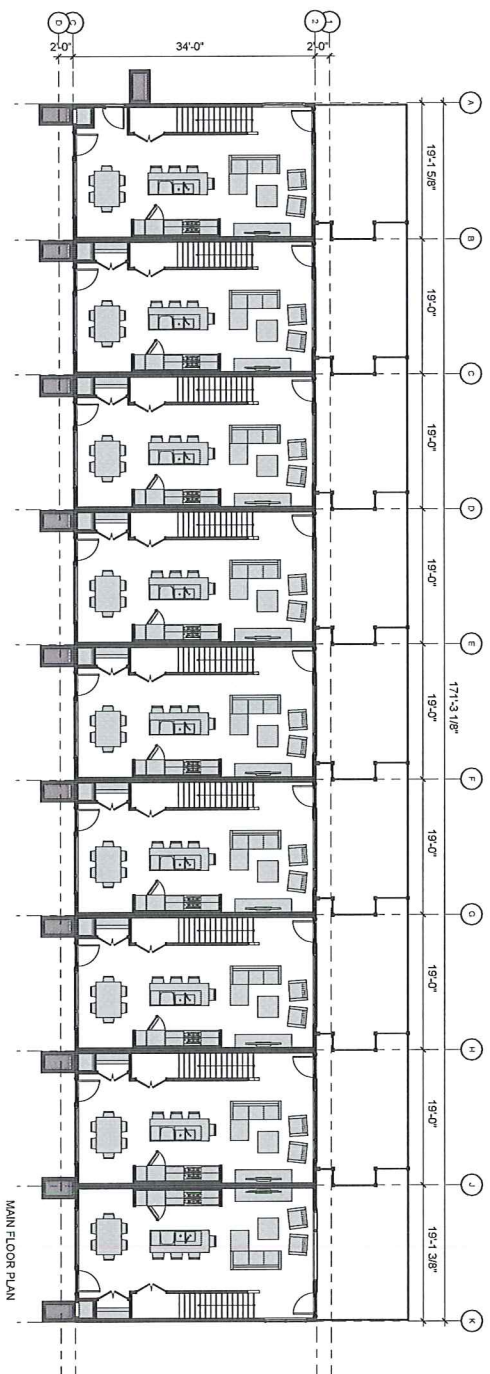 D
C
2
1
2'-0"
34'-0"
2'-0"
A
19'-1 5/8"
B
19'-0"
C
19'-0"
D
19'-0"
E
19'-0"
171'-3 1/8"
F
19'-0"
G
19'-0"
H
19'-0"
J
19'-1 3/8"
K
MAIN FLOOR PLAN